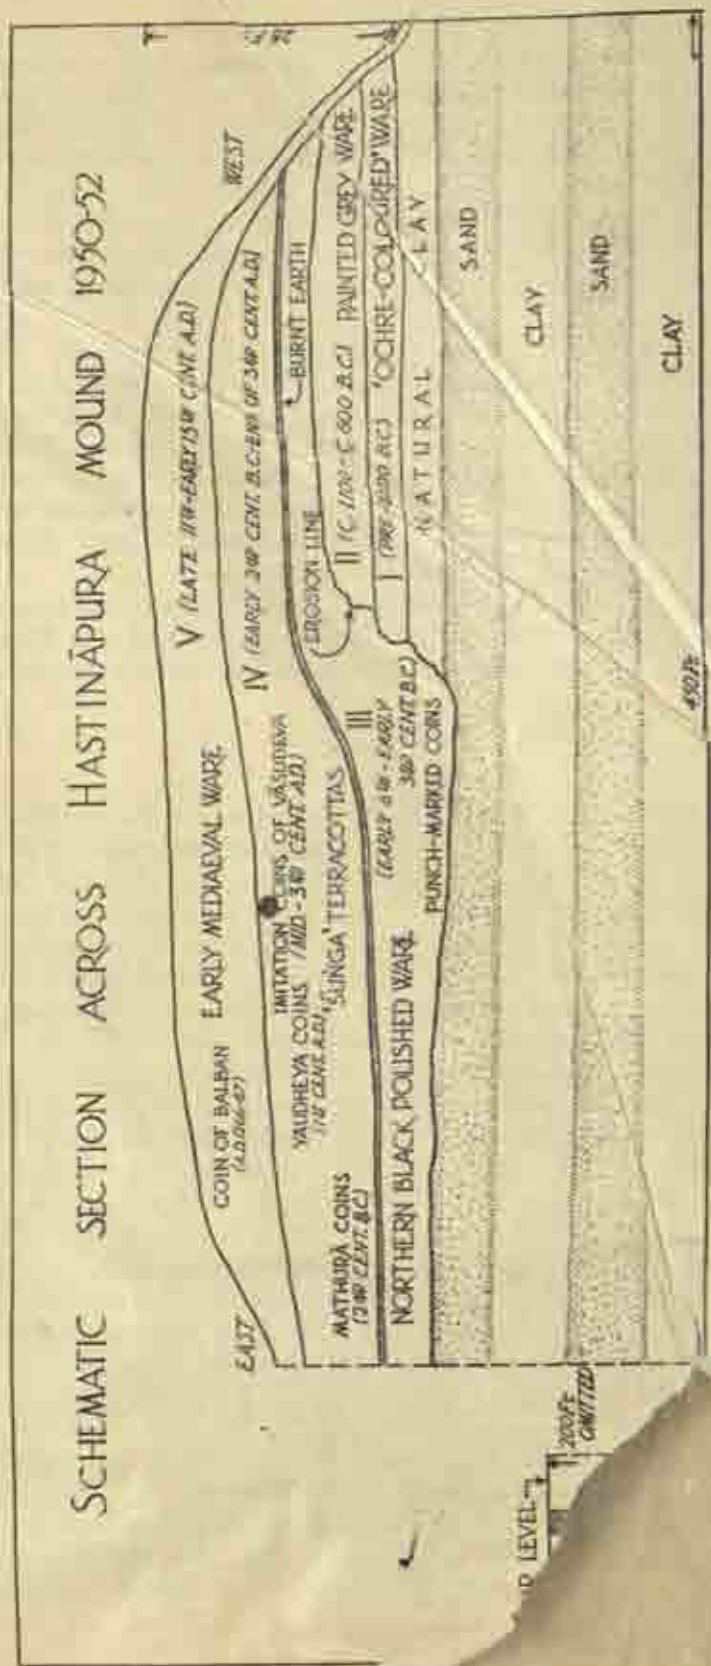 SCHEMATIC SECTION ACROSS HASTINĀPURA MOUND 1950-52
EAST
WEST
COIN OF BALBAN
EARLY MEDIAEVAL WARE
V (LATE 11TH-EARLY 15TH CENT. A.D.)
IV (EARLY 2ND CENT. B.C.-END OF 3RD CENT. A.D.)
IMITATION COINS OF VĀSUDEVA
(MID-3RD CENT. A.D.)
YAUDHEYA COINS
'ŚUṄGA' TERRACOTTAS
MATHURĀ COINS
(2ND CENT. B.C.)
BURNT EARTH
EROSION LINE
III
(EARLY 6TH-EARLY
3RD CENT. B.C.)
NORTHERN BLACK POLISHED WARE
PUNCH-MARKED COINS
II (C. 1100-C. 800 B.C.) PAINTED GREY WARE
I 'OCHRE-COLOURED' WARE
NATURAL CLAY
SAND
CLAY
SAND
CLAY
LEVEL
200 FT.
OMITTED
450 FT.